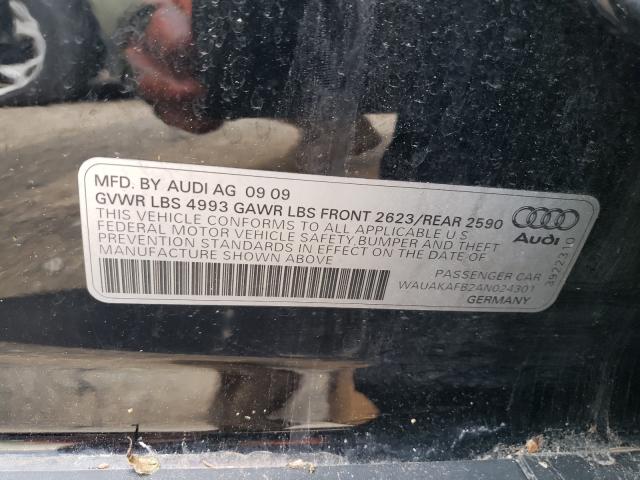 MFD. BY AUDI AG 09 09
GVWR LBS 4993 GAWR LBS FRONT 2623/REAR 2590
THIS VEHICLE CONFORMS TO ALL APPLICABLE U.S.
FEDERAL MOTOR VEHICLE SAFETY, BUMPER AND THEFT
PREVENTION STANDARDS IN EFFECT ON THE DATE OF
MANUFACTURE SHOWN ABOVE
Audi
PASSENGER CAR
WAUAKAFB2AN024301
GERMANY
3922310